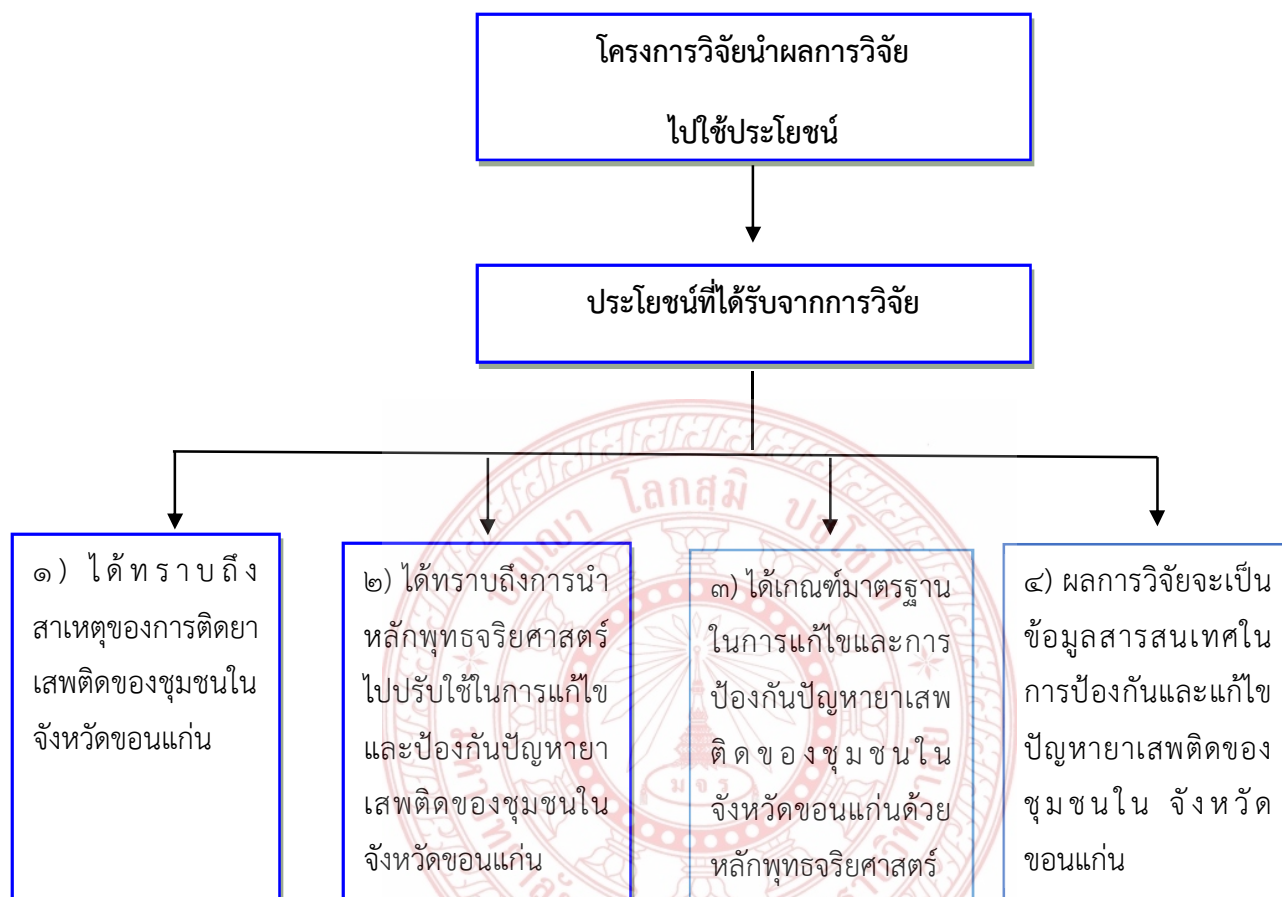 โครงการวิจัยนำผลการวิจัย
ไปใช้ประโยชน์
ประโยชน์ที่ได้รับจากการวิจัย
๑) ได้ทราบถึง
สาเหตุของการติดยา
เสพติดของชุมชนใน
จังหวัดขอนแก่น
๒) ได้ทราบถึงการนำ
หลักพุทธจริยศาสตร์
ไปปรับใช้ในการแก้ไข
และป้องกันปัญหายา
เสพติดของชุมชนใน
จังหวัดขอนแก่น
๓) ได้เกณฑ์มาตรฐาน
ในการแก้ไขและการ
ป้องกันปัญหายาเสพ
ติดของชุมชนใน
จังหวัดขอนแก่นด้วย
หลักพุทธจริยศาสตร์
๔) ผลการวิจัยจะเป็น
ข้อมูลสารสนเทศใน
การป้องกันและแก้ไข
ปัญหายาเสพติดของ
ชุมชนใน จังหวัด
ขอนแก่น
โลกสฺมิ
ม จ ร